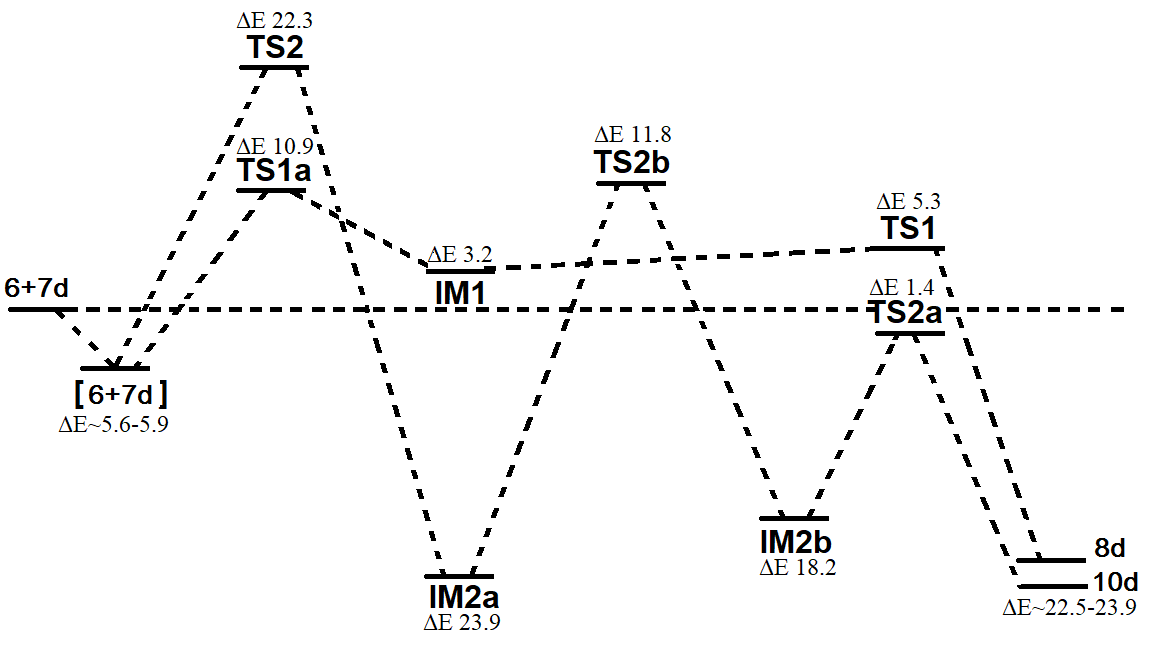 ΔE 22.3
TS2
ΔE 10.9
TS1a
ΔE 11.8
TS2b
ΔE 5.3
TS1
ΔE 3.2
IM1
6+7d
ΔE 1.4
TS2a
[6+7d]
ΔE~5.6-5.9
IM2b
ΔE 18.2
8d
10d
ΔE~22.5-23.9
IM2a
ΔE 23.9